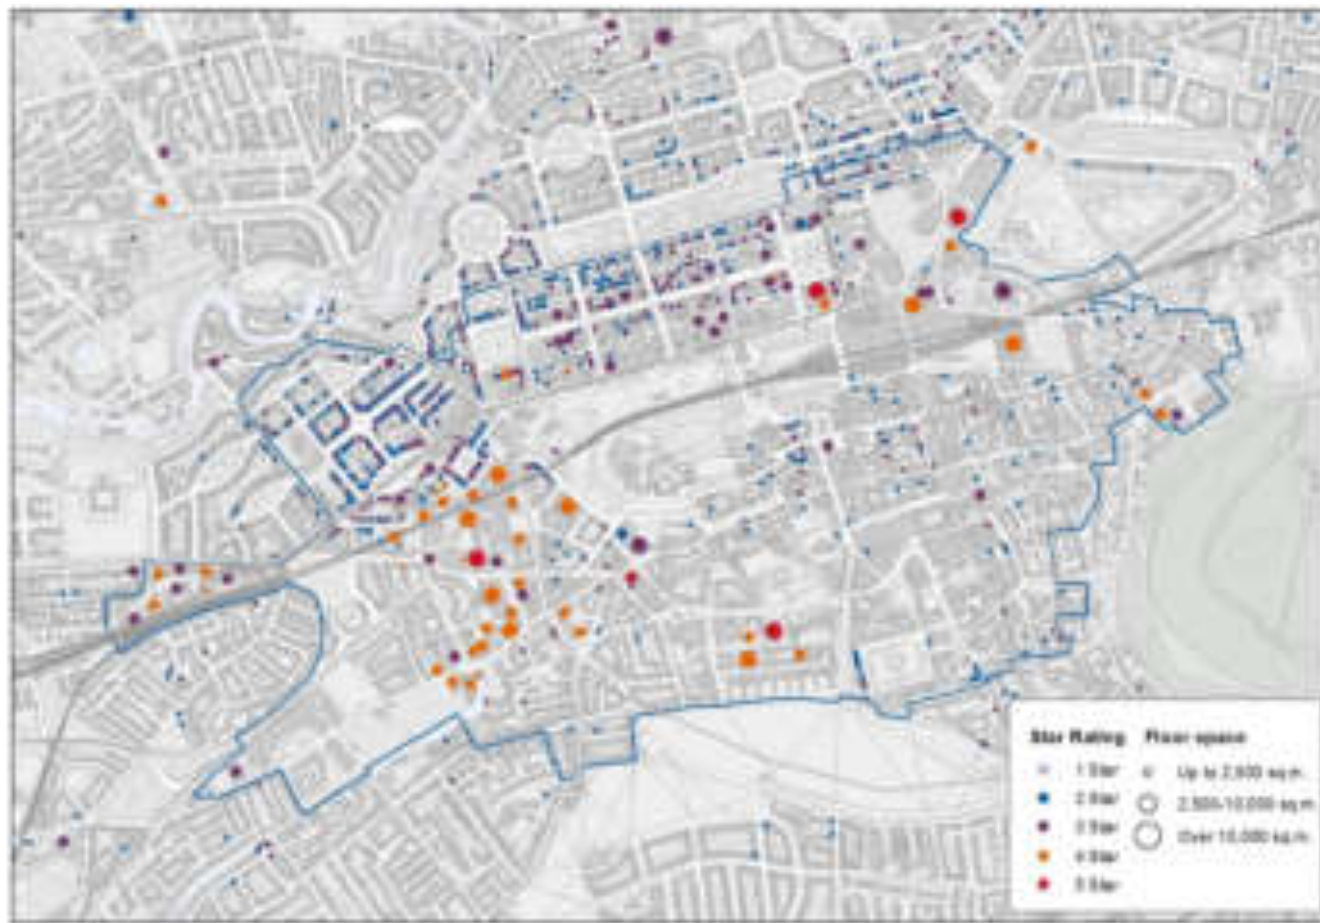 Star Rating
Floor-space
1 Star
2 Star
3 Star
4 Star
5 Star
Up to 2,500 sq m
2,500-10,000 sq m
Over 10,000 sq m